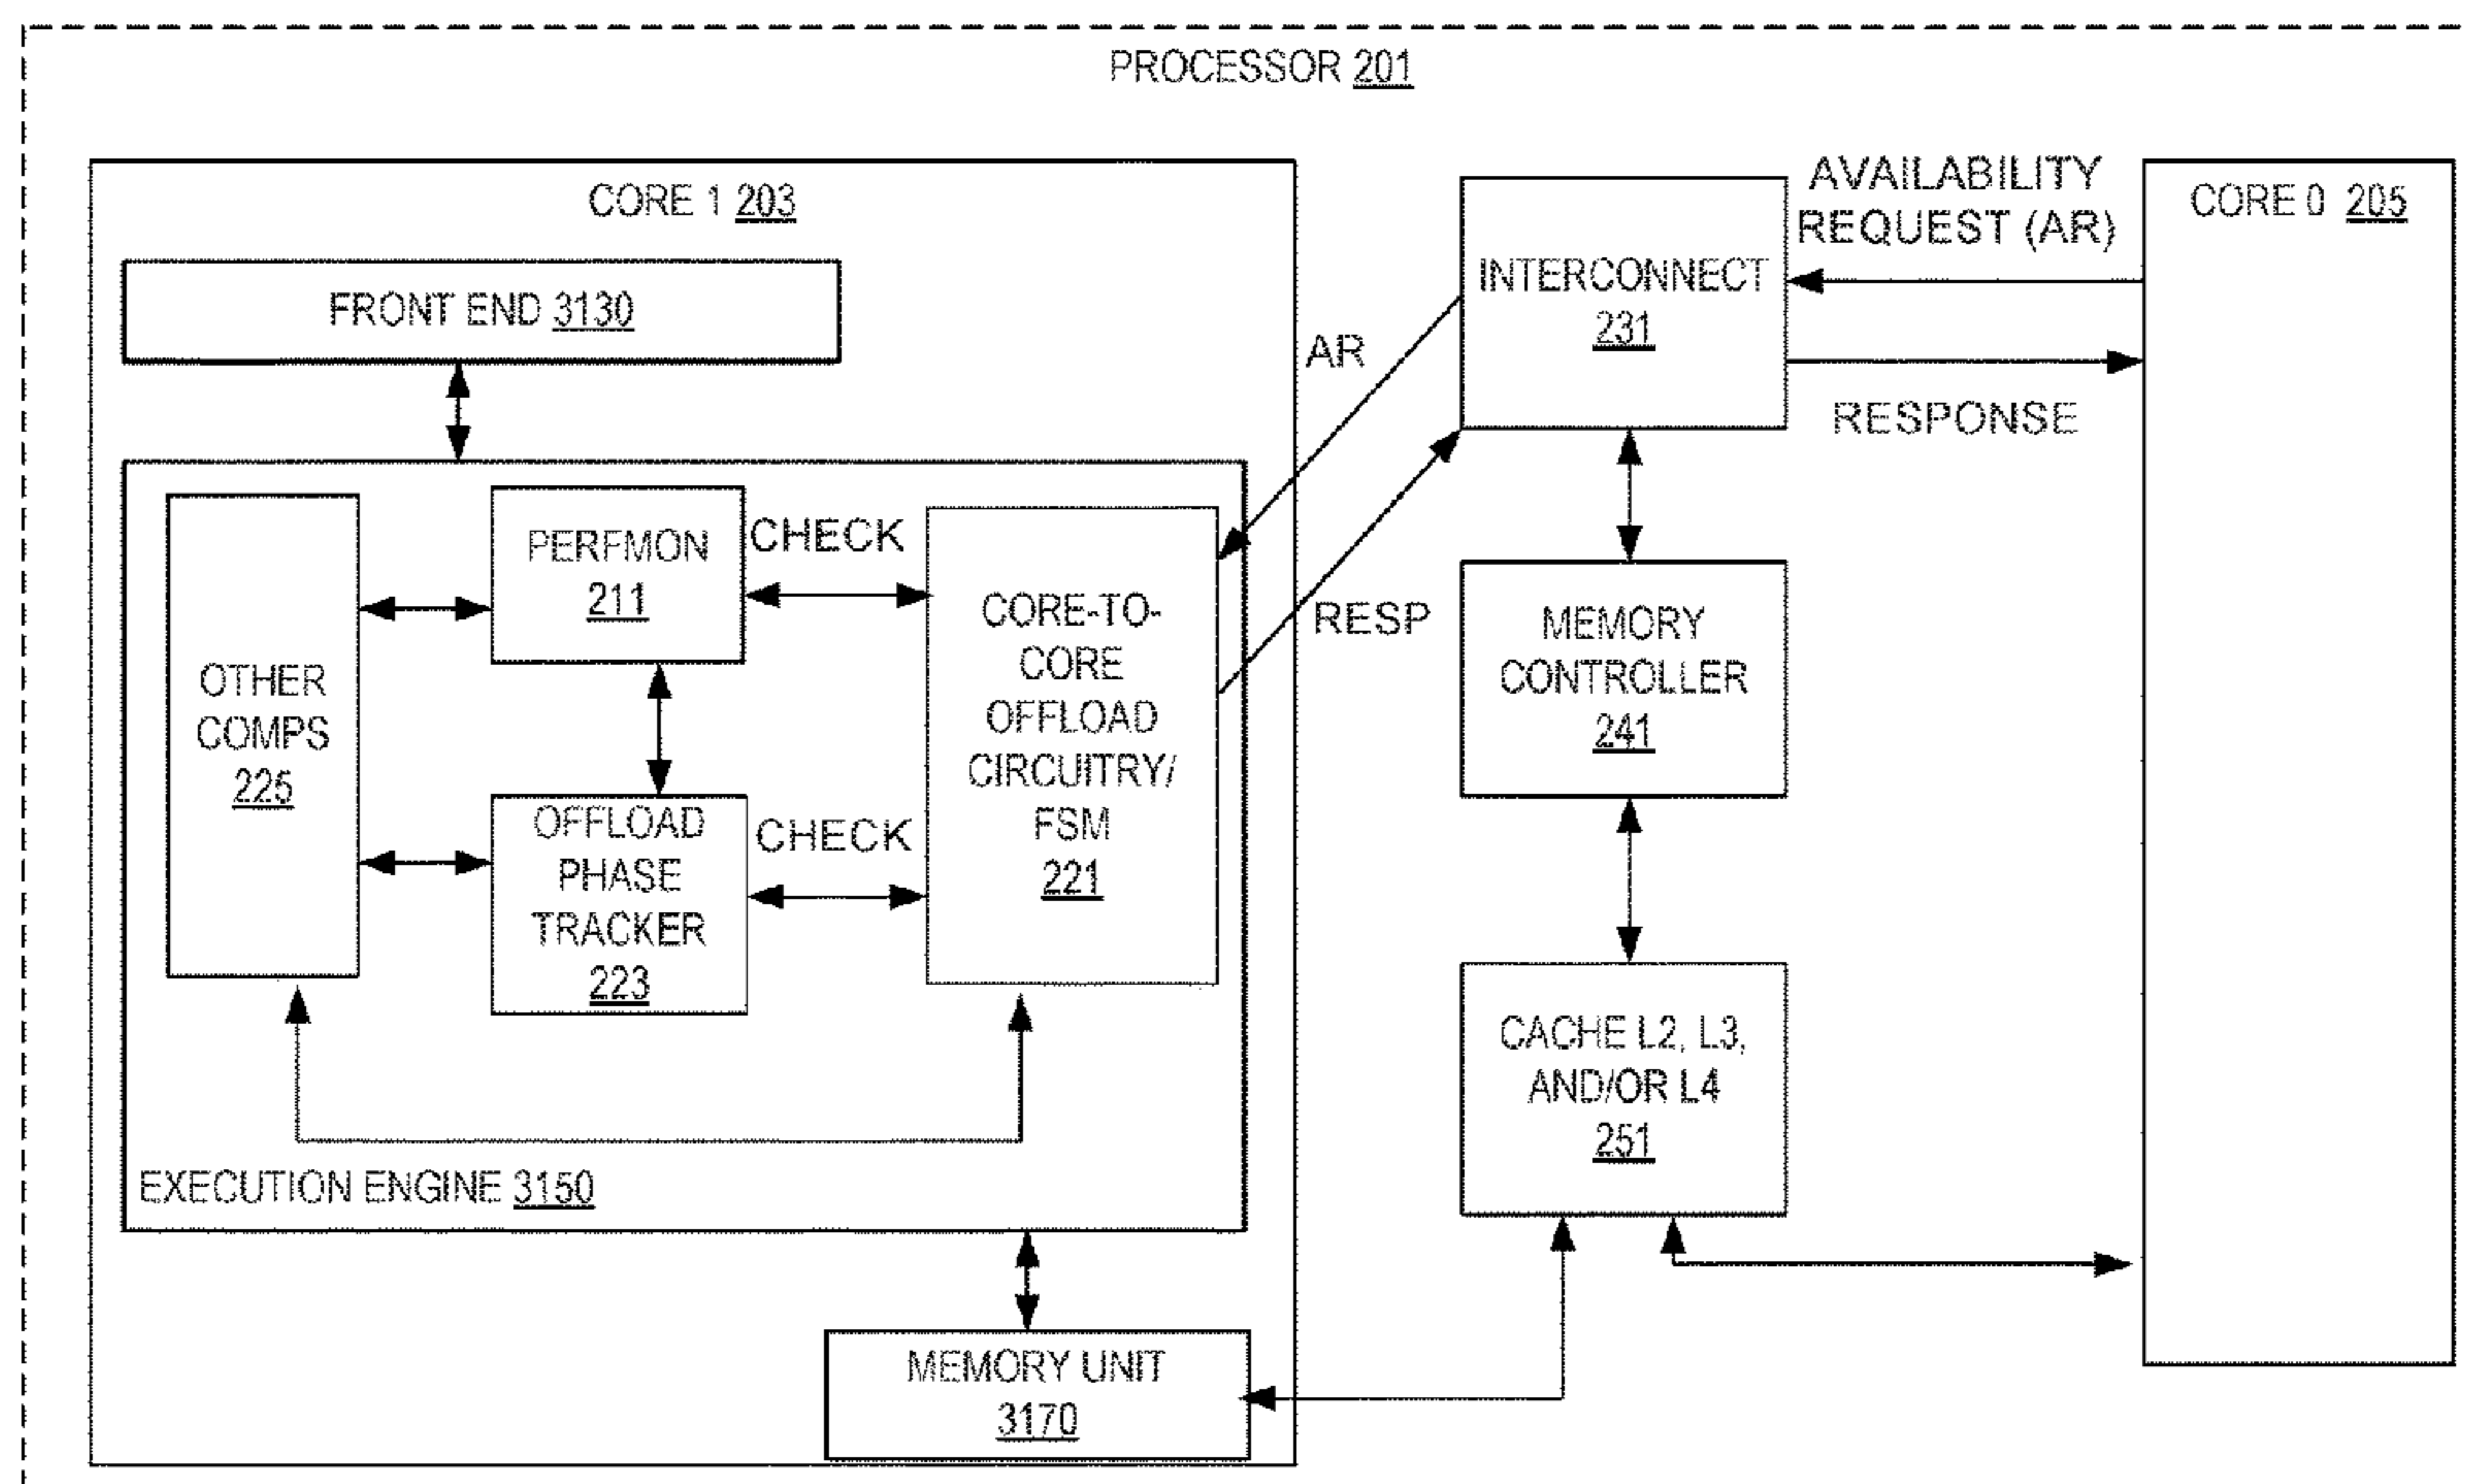 PROCESSOR 201
CORE 1 203
FRONT END 3130
PERFMON
211
CHECK
OTHER
COMPS
225
OFFLOAD
PHASE
TRACKER
223
CHECK
CORE-TO-
CORE
OFFLOAD
CIRCUITRY/
FSM
221
EXECUTION ENGINE 3150
MEMORY UNIT
3170
AR
RESP
INTERCONNECT
231
AVAILABILITY
REQUEST (AR)
RESPONSE
MEMORY
CONTROLLER
241
CACHE L2, L3,
AND/OR L4
251
CORE 0 205